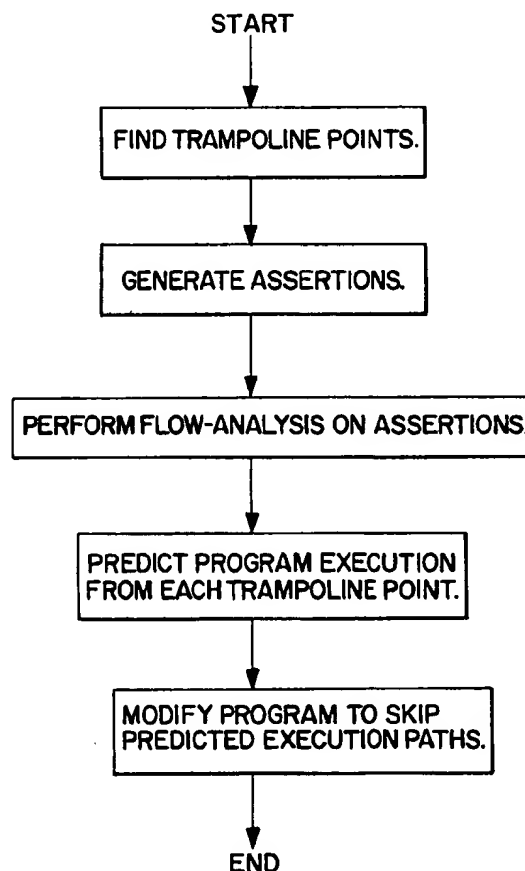 START
FIND TRAMPOLINE POINTS.
GENERATE ASSERTIONS.
PERFORM FLOW-ANALYSIS ON ASSERTIONS.
PREDICT PROGRAM EXECUTION
FROM EACH TRAMPOLINE POINT.
MODIFY PROGRAM TO SKIP
PREDICTED EXECUTION PATHS.
END